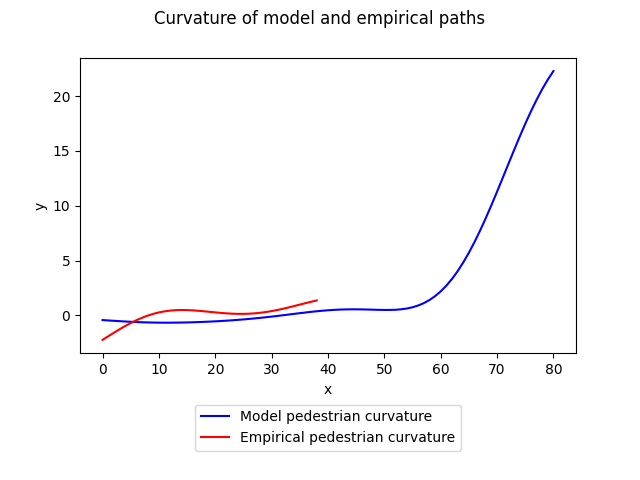 Curvature of model and empirical paths
20
15
10
5
0
y
0 10 20 30 40 50 60 70 80
x
Model pedestrian curvature
Empirical pedestrian curvature